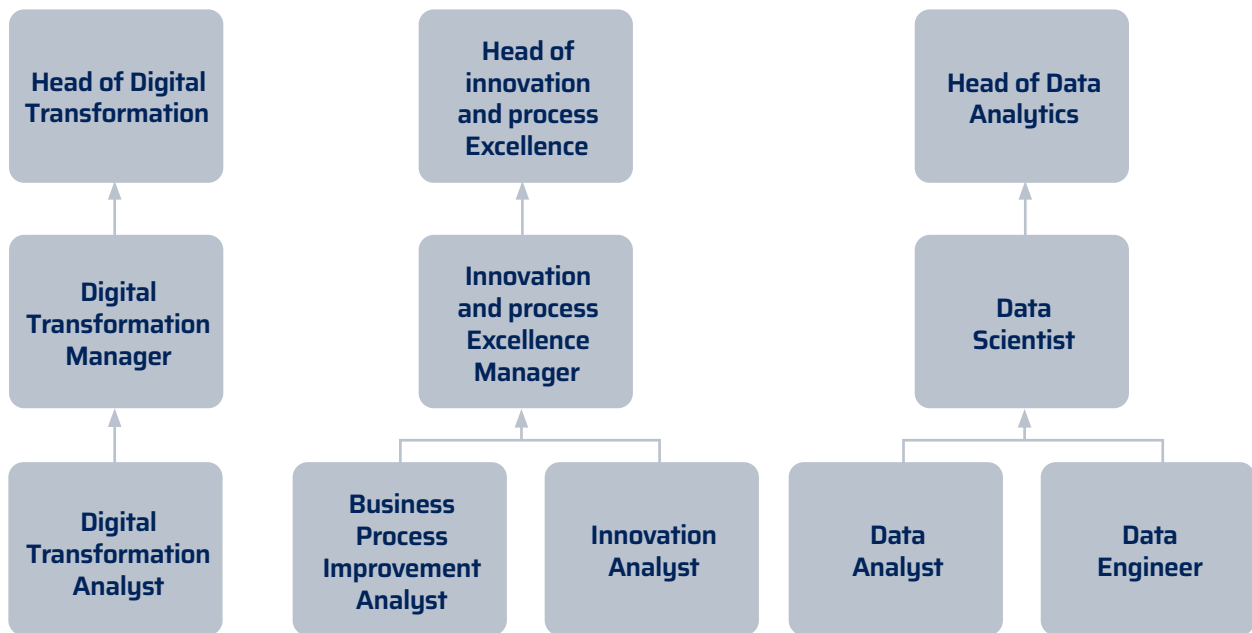 Head of Digital
Transformation
Head of
innovation
and process
Excellence
Head of Data
Analytics
Digital
Transformation
Manager
Innovation
and process
Excellence
Manager
Data
Scientist
Digital
Transformation
Analyst
Business
Process
Improvement
Analyst
Innovation
Analyst
Data
Analyst
Data
Engineer